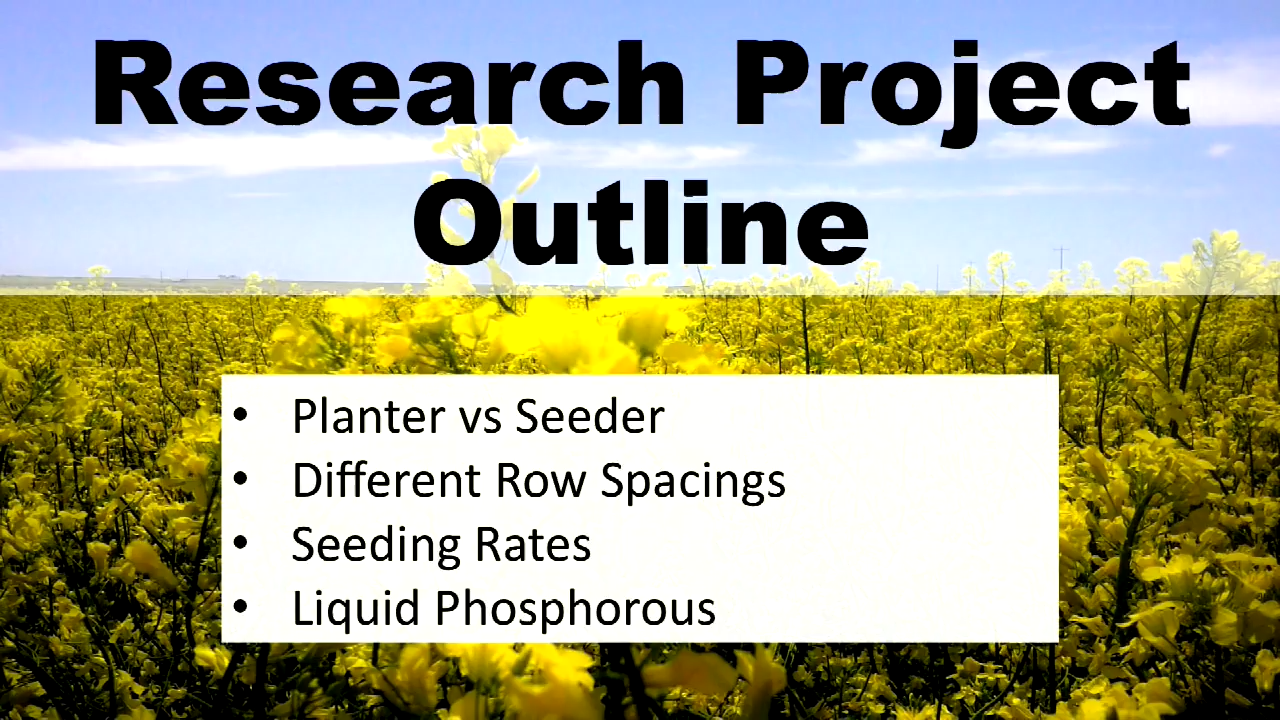 Research Project
Outline
• Planter vs Seeder
• Different Row Spacings
• Seeding Rates
• Liquid Phosphorous